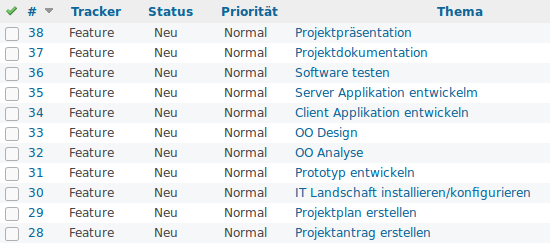 # Tracker Status Priorität Thema
38 Feature Neu Normal Projektpräsentation
37 Feature Neu Normal Projektdokumentation
36 Feature Neu Normal Software testen
35 Feature Neu Normal Server Applikation entwickelm
34 Feature Neu Normal Client Applikation entwickeln
33 Feature Neu Normal OO Design
32 Feature Neu Normal OO Analyse
31 Feature Neu Normal Prototyp entwickeln
30 Feature Neu Normal IT Landschaft installieren/konfigurieren
29 Feature Neu Normal Projektplan erstellen
28 Feature Neu Normal Projektantrag erstellen